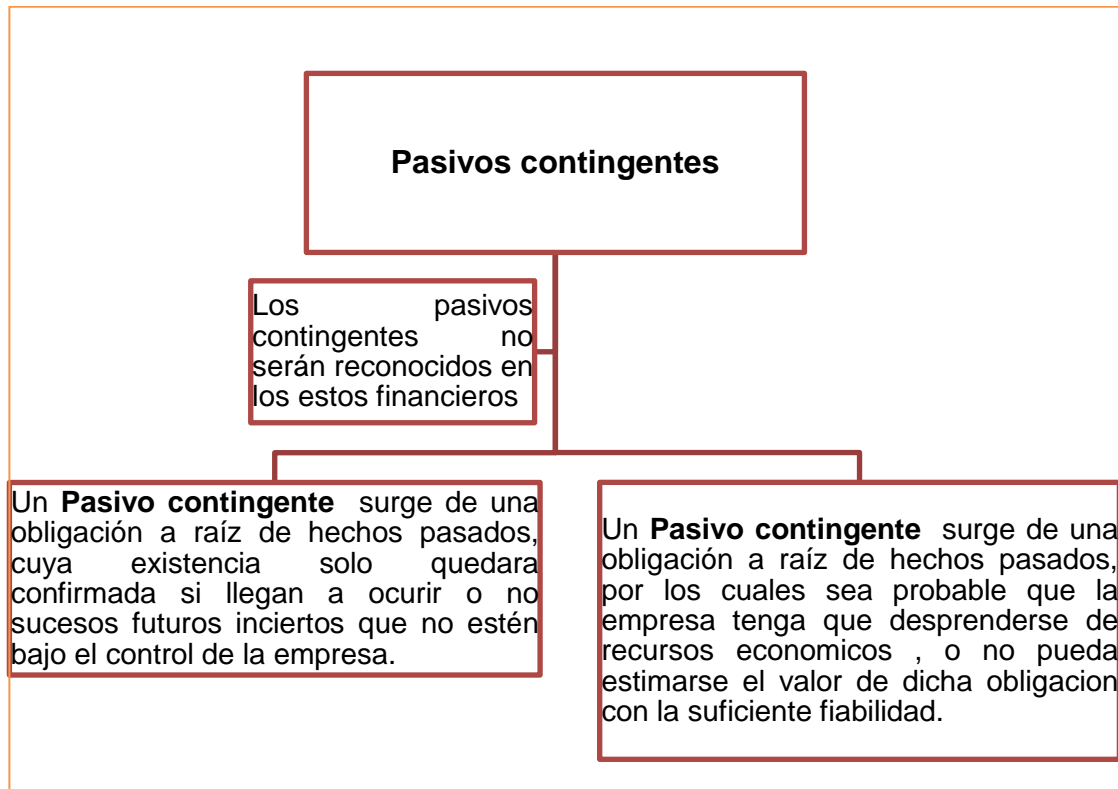 Pasivos contingentes
Los pasivos
contingentes no
serán reconocidos en
los estos financieros
Un Pasivo contingente surge de una
obligación a raíz de hechos pasados,
cuya existencia solo quedara
confirmada si llegan a ocurir o no
sucesos futuros inciertos que no estén
bajo el control de la empresa.
Un Pasivo contingente surge de una
obligación a raíz de hechos pasados,
por los cuales sea probable que la
empresa tenga que desprenderse de
recursos economicos , o no pueda
estimarse el valor de dicha obligacion
con la suficiente fiabilidad.